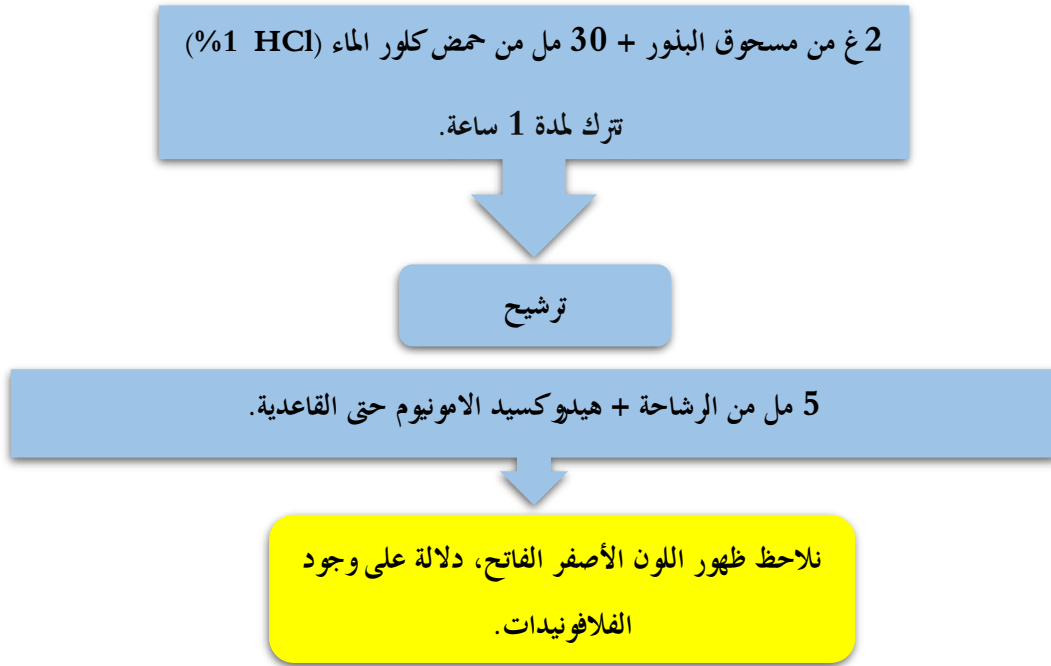 2غ من مسحوق البذور + 30 مل من حمض كلور الماء (HCl 1%)
تترك لمدة 1 ساعة.
ترشيح
5 مل من الرشاحة + هيدروكسيد الامونيوم حتى القاعدية.
نلاحظ ظهور اللون الأصفر الفاتح، دلالة على وجود
الفلافونيدات.